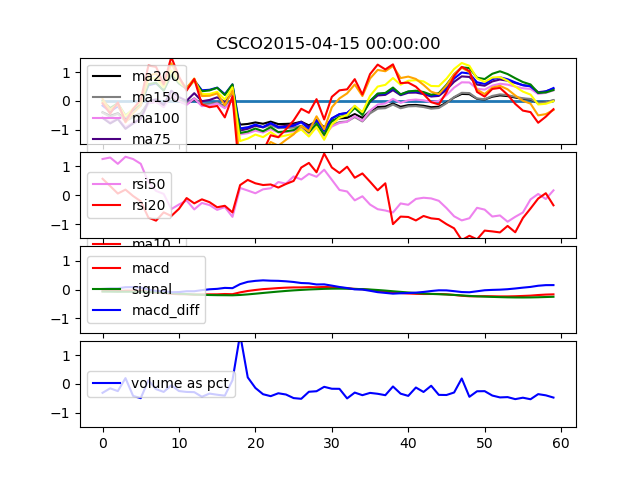 CSCO2015-04-15 00:00:00
1
0
−1
ma200
ma150
ma100
ma75
1
0
−1
rsi50
rsi20
ma10
1
0
−1
macd
signal
macd_diff
1
0
−1
volume as pct
0 10 20 30 40 50 60